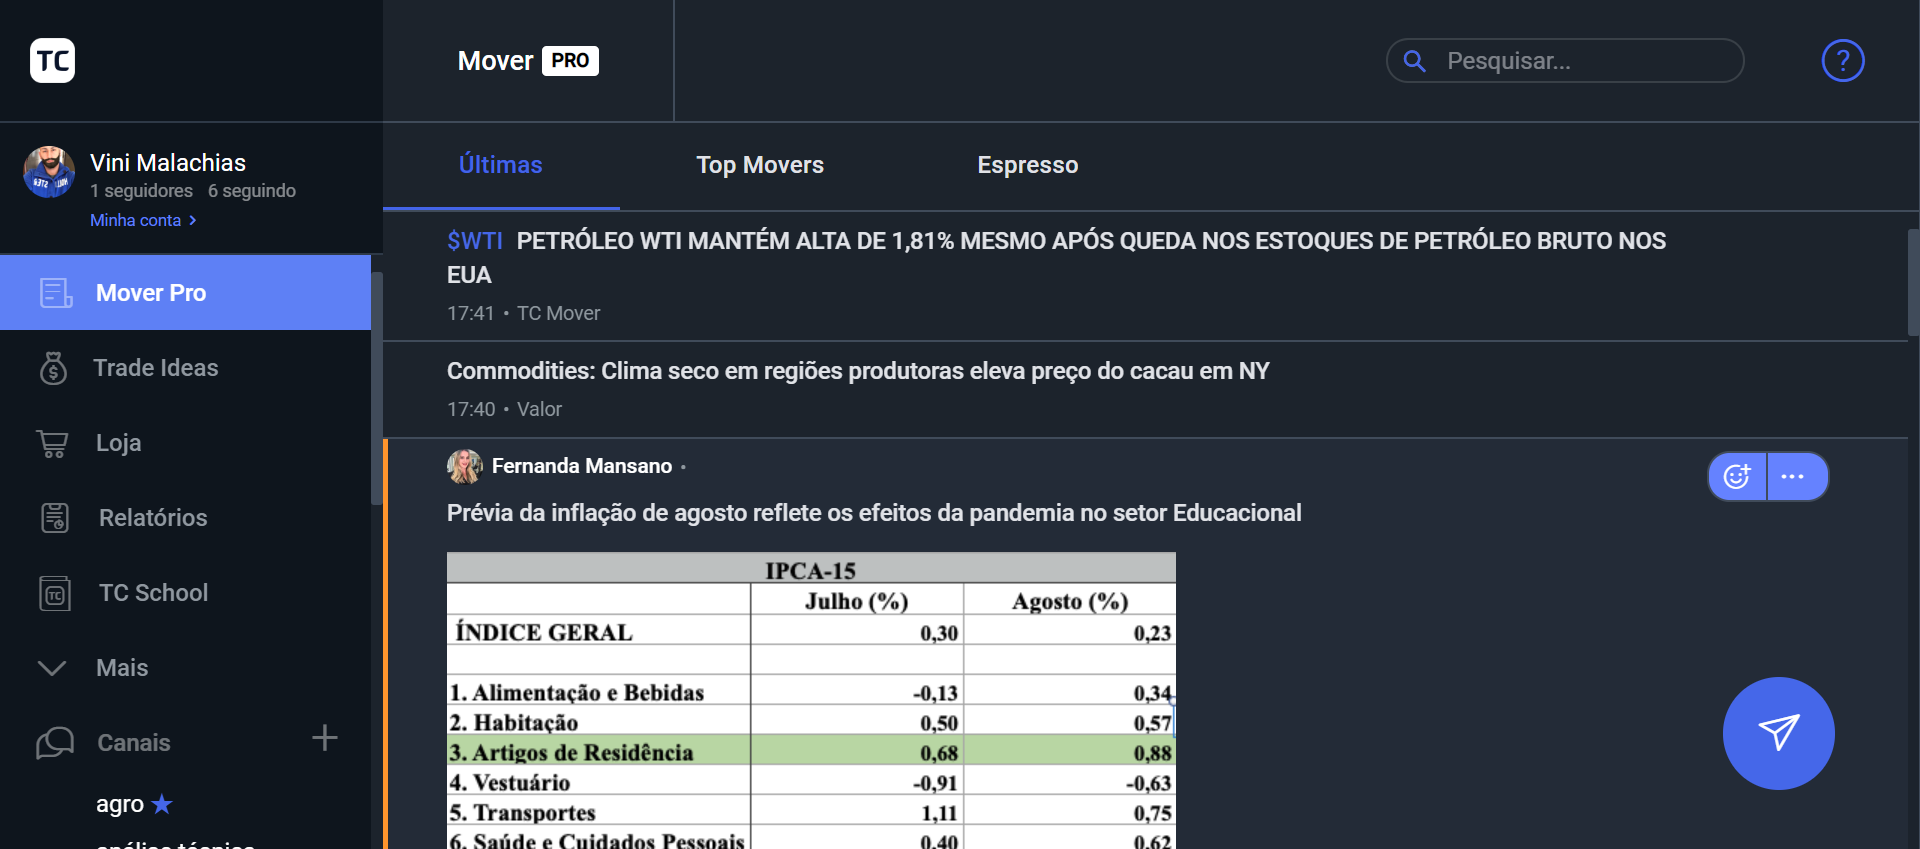 TC
Mover PRO
Pesquisar...
?
Vini Malachias
1 seguidores 6 seguindo
Minha conta >
Últimas
Top Movers
Espresso
Mover Pro
Trade Ideas
Loja
Relatórios
TC School
Mais
Canais
agro
análise técnica
$WTI PETRÓLEO WTI MANTÉM ALTA DE 1,81% MESMO APÓS QUEDA NOS ESTOQUES DE PETRÓLEO BRUTO NOS
EUA
17:41 • TC Mover
Commodities: Clima seco em regiões produtoras eleva preço do cacau em NY
17:40 • Valor
Fernanda Mansano •
Prévia da inflação de agosto reflete os efeitos da pandemia no setor Educacional
IPCA-15
Julho (%) Agosto (%)
ÍNDICE GERAL 0,30 0,23
1. Alimentação e Bebidas -0,13 0,34
2. Habitação 0,50 0,57
3. Artigos de Residência 0,68 0,88
4. Vestuário -0,91 -0,63
5. Transportes 1,11 0,75
6. Saúde e Cuidados Pessoais 0,40 0,62